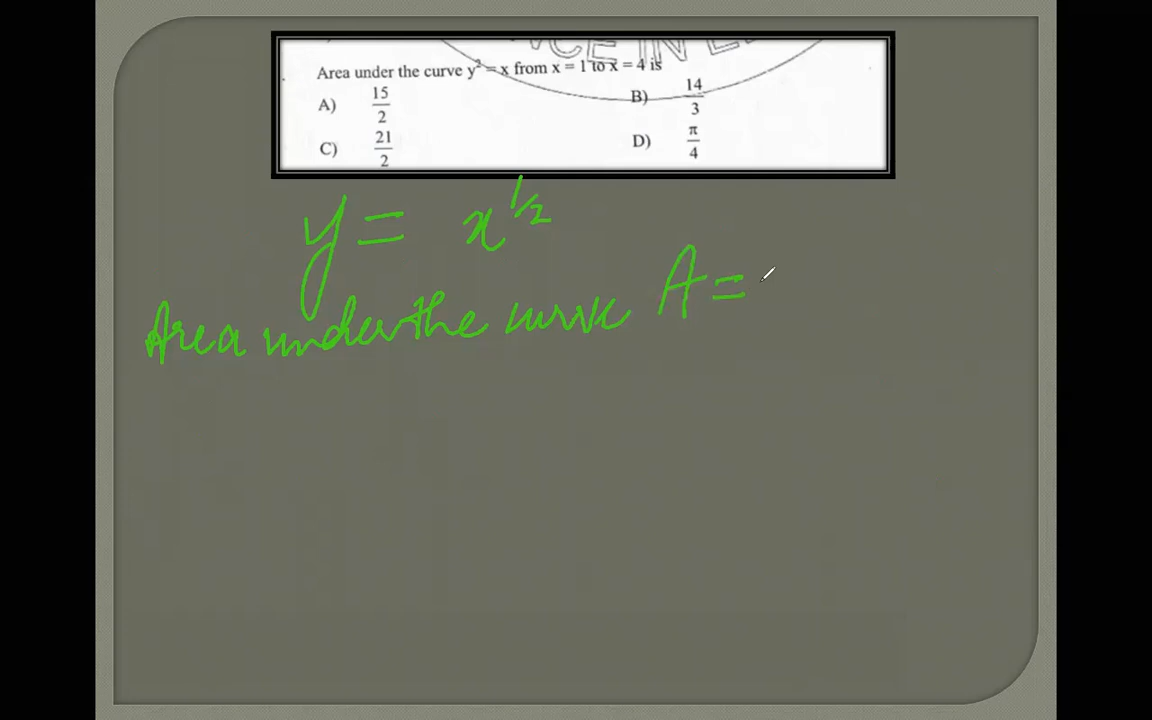 Area under the curve y² = x from x = 1 to x = 4 is
A) 15/2 B) 14/3
C) 21/2 D) π/4
y = x^1/2
Area under the curve A =